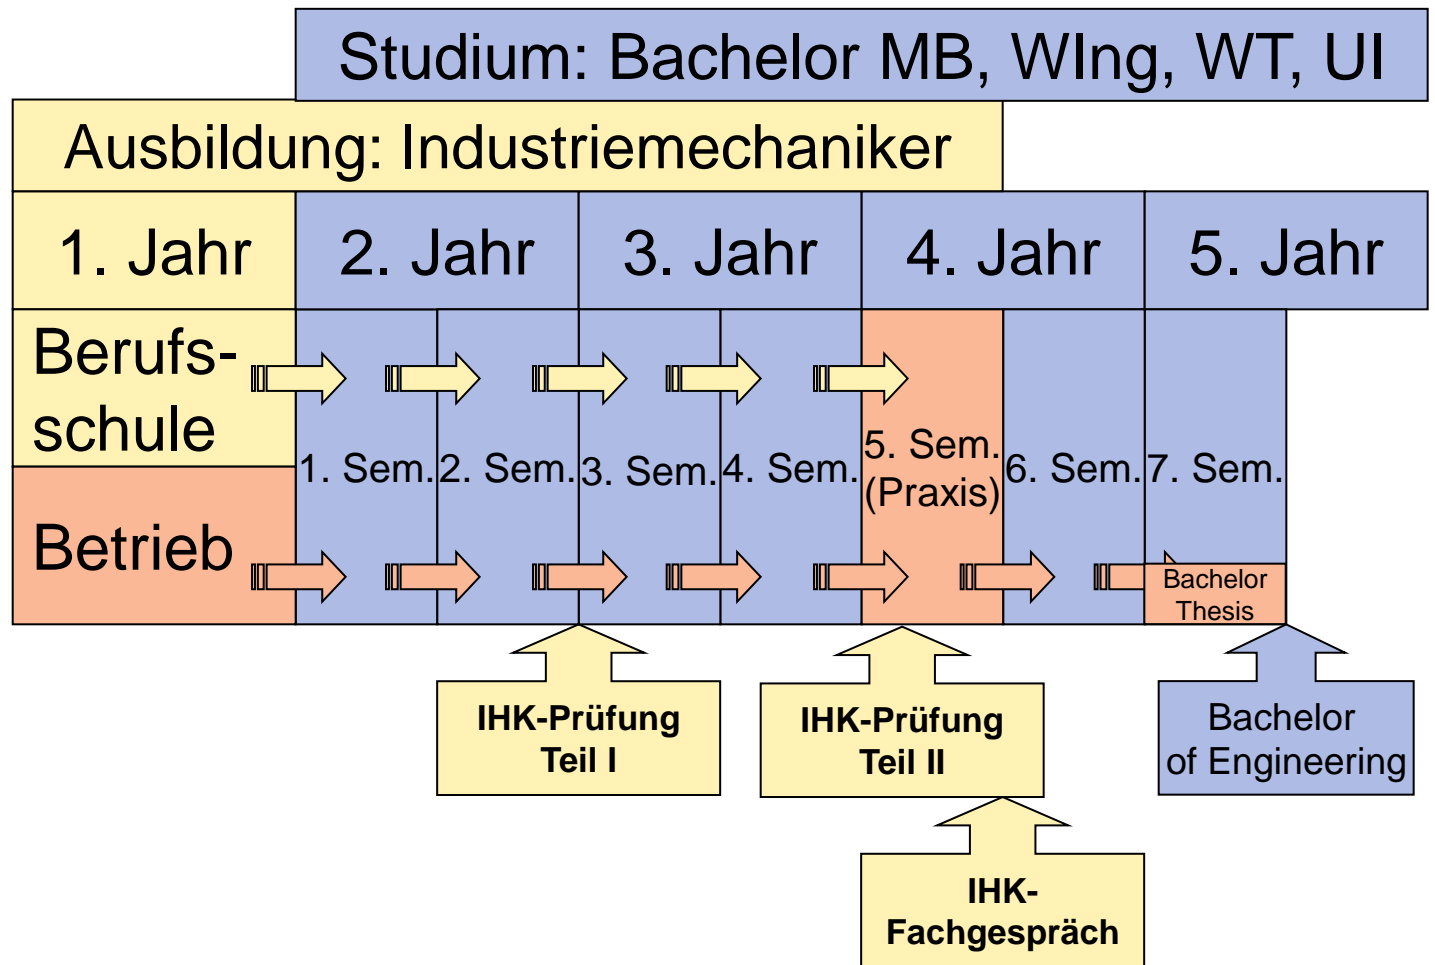 Studium: Bachelor MB, WIng, WT, UI
Ausbildung: Industriemechaniker
1. Jahr
2. Jahr
3. Jahr
4. Jahr
5. Jahr
Berufs-
schule
Betrieb
1. Sem.
2. Sem.
3. Sem.
4. Sem.
5. Sem.
(Praxis)
6. Sem.
7. Sem.
Bachelor
Thesis
IHK-Prüfung
Teil I
IHK-Prüfung
Teil II
Bachelor
of Engineering
IHK-
Fachgespräch